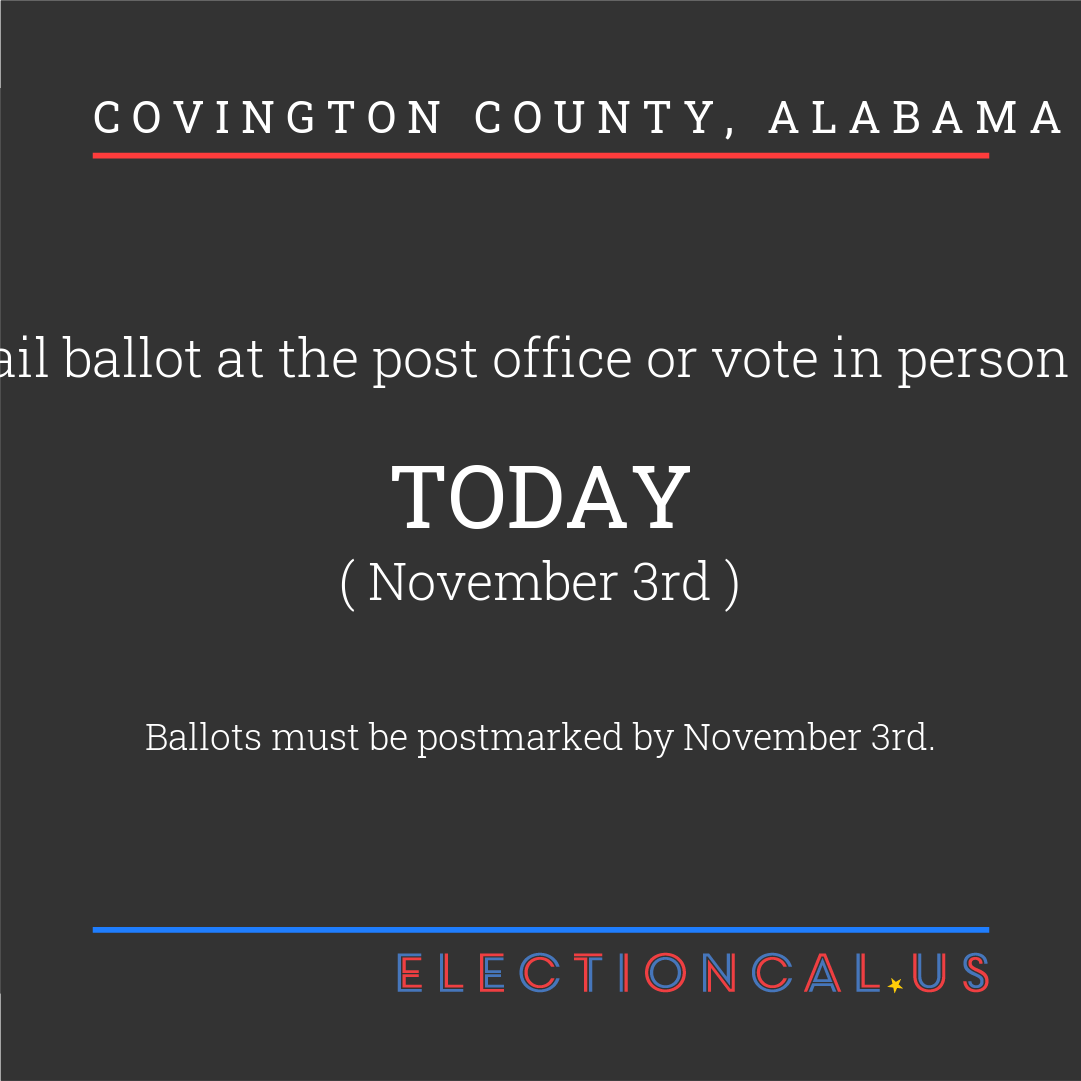 COVINGTON COUNTY, ALABAMA
ail ballot at the post office or vote in person
TODAY
( November 3rd )
Ballots must be postmarked by November 3rd.
ELECTIONCAL.US